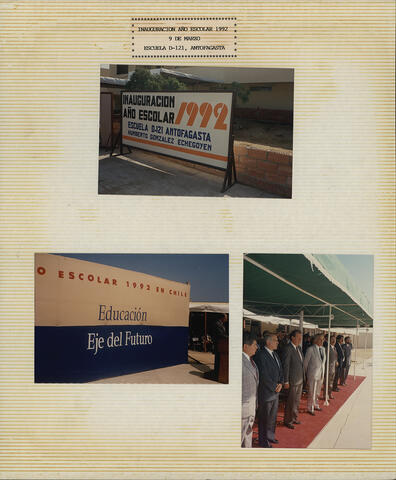 INAUGURACION AÑO ESCOLAR 1992
9 DE MARZO
ESCUELA D-121, ANTOFAGASTA
INAUGURACION
AÑO ESCOLAR 1992
ESCUELA D-121 ANTOFAGASTA
HUMBERTO GONZALEZ ECHEGOYEN
O ESCOLAR 1992 EN CHILE
Educación
Eje del Futuro